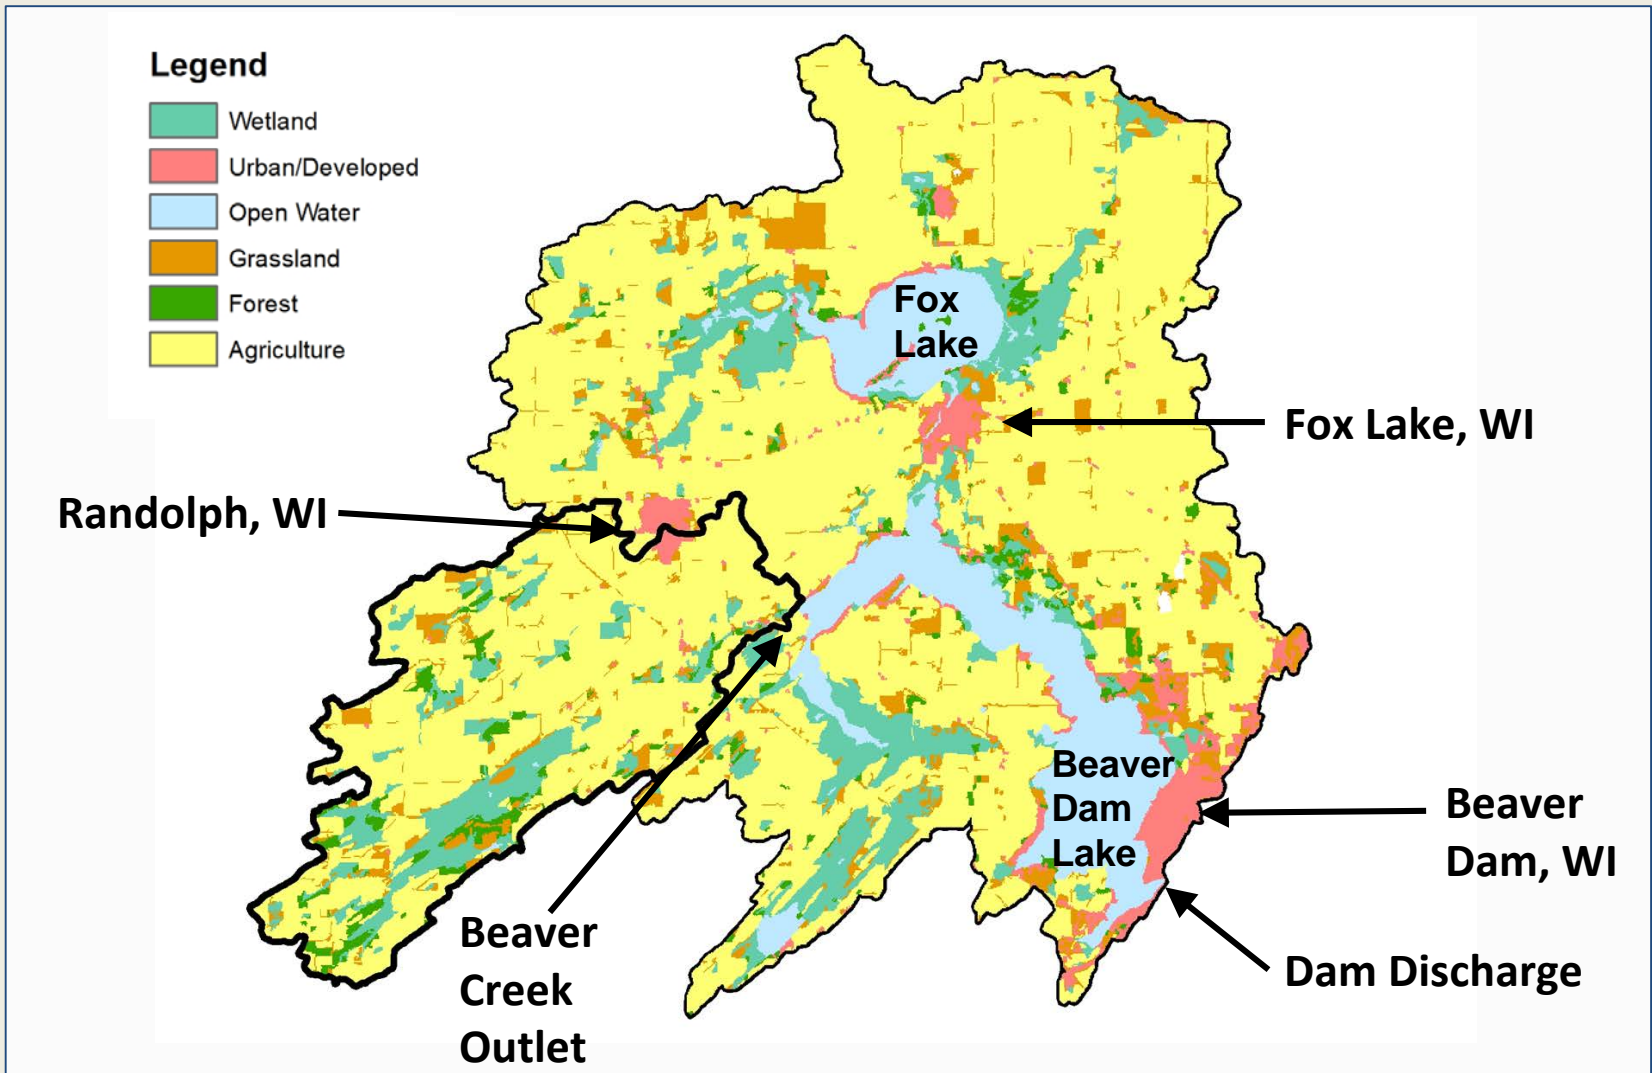 Legend
Wetland
Urban/Developed
Open Water
Grassland
Forest
Agriculture
Fox
Lake
Fox Lake, WI
Randolph, WI
Beaver
Dam
Lake
Beaver
Dam, WI
Beaver
Creek
Outlet
Dam Discharge